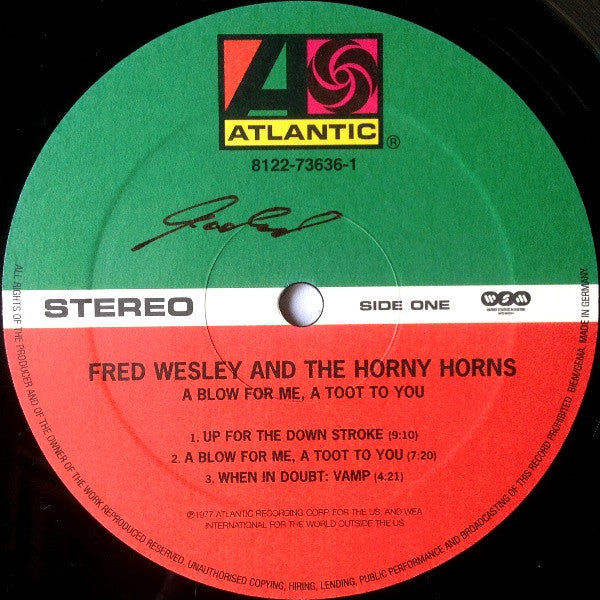 ATLANTIC®
8122-73636-1
STEREO
SIDE ONE
FRED WESLEY AND THE HORNY HORNS
A BLOW FOR ME, A TOOT TO YOU
1. UP FOR THE DOWN STROKE (9:10)
2. A BLOW FOR ME, A TOOT TO YOU (7:20)
3. WHEN IN DOUBT: VAMP (4:21)
℗1977 ATLANTIC RECORDING CORP. FOR THE US, AND WEA
INTERNATIONAL FOR THE WORLD OUTSIDE THE US
ALL RIGHTS OF THE PRODUCER AND OF THE OWNER OF THE WORK REPRODUCED RESERVED. UNAUTHORISED COPYING, HIRING, LENDING, PUBLIC PERFORMANCE AND BROADCASTING OF THIS RECORD PROHIBITED. BIEM/GEMA. MADE IN GERMANY.